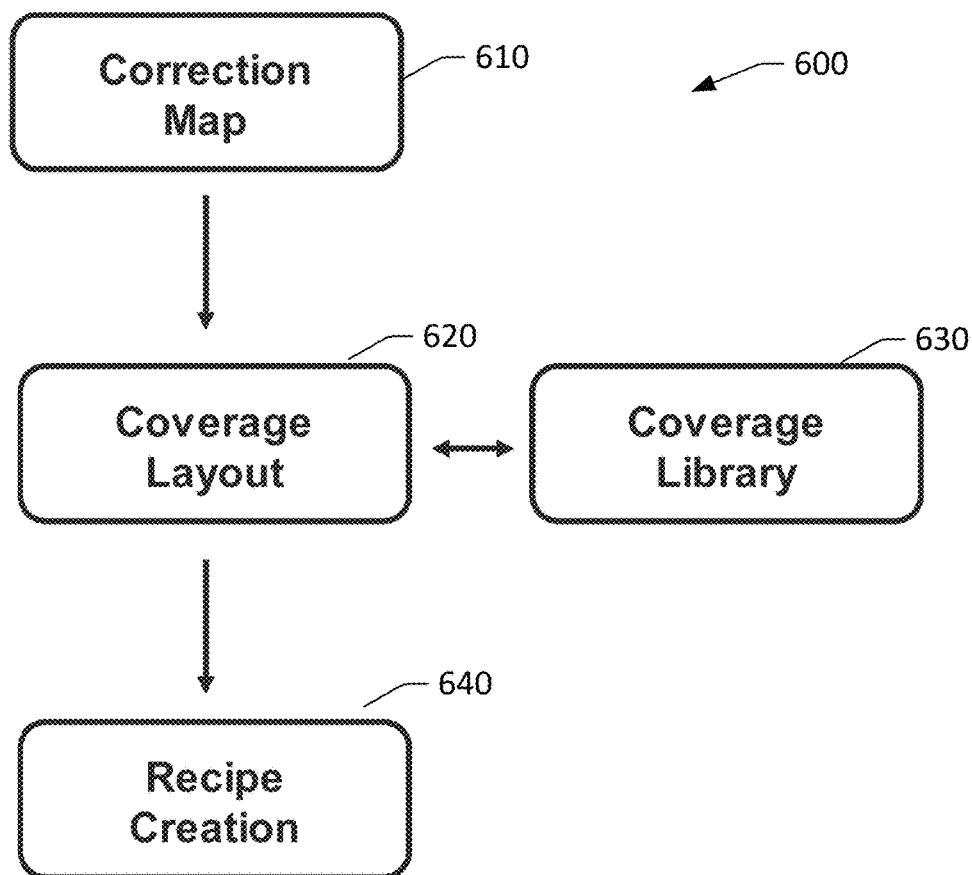 Correction
Map
610
600
620
Coverage
Layout
630
Coverage
Library
640
Recipe
Creation